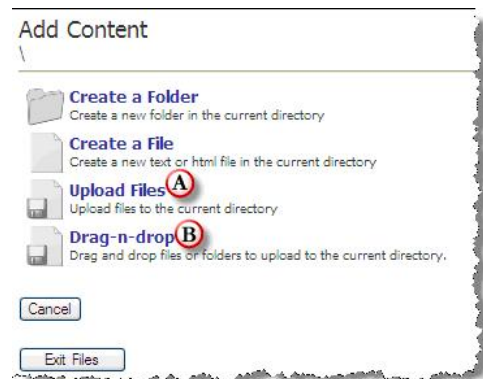 Add Content
\
Create a Folder
Create a new folder in the current directory
Create a File
Create a new text or html file in the current directory
Upload Files A
Upload files to the current directory
Drag-n-drop B
Drag and drop files or folders to upload to the current directory.
Cancel
Exit Files